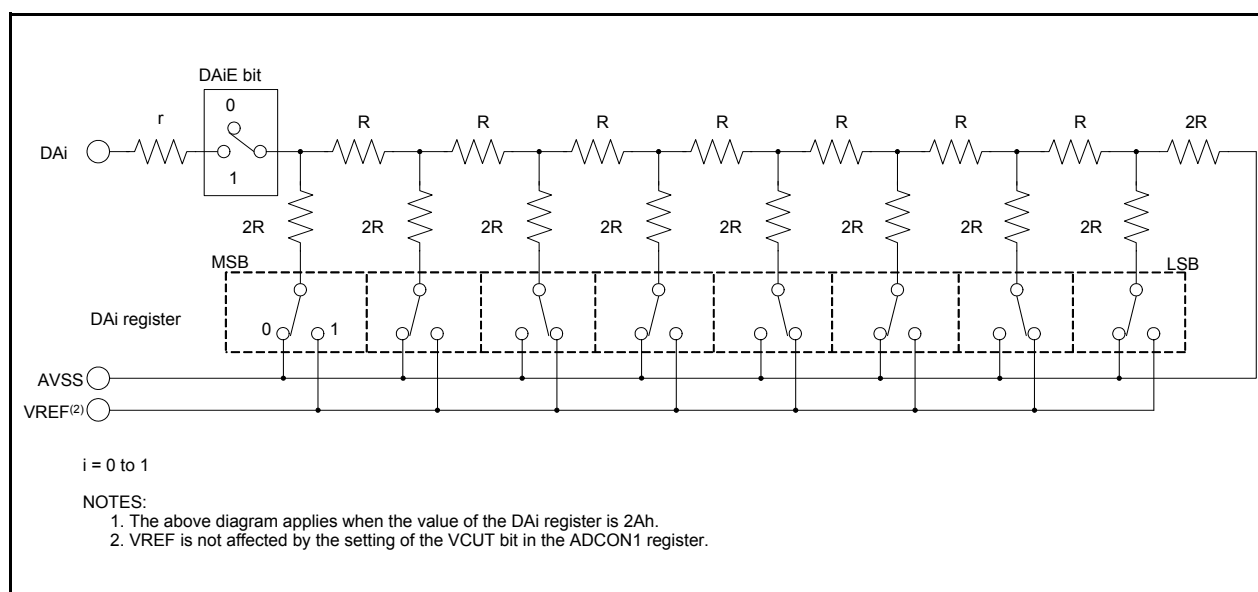 DAiE bit
0
1
r
R R R R R R R 2R
DAi
2R 2R 2R 2R 2R 2R 2R 2R
MSB
LSB
DAi register
0 1
AVSS
VREF(2)
i = 0 to 1
NOTES:
1. The above diagram applies when the value of the DAi register is 2Ah.
2. VREF is not affected by the setting of the VCUT bit in the ADCON1 register.